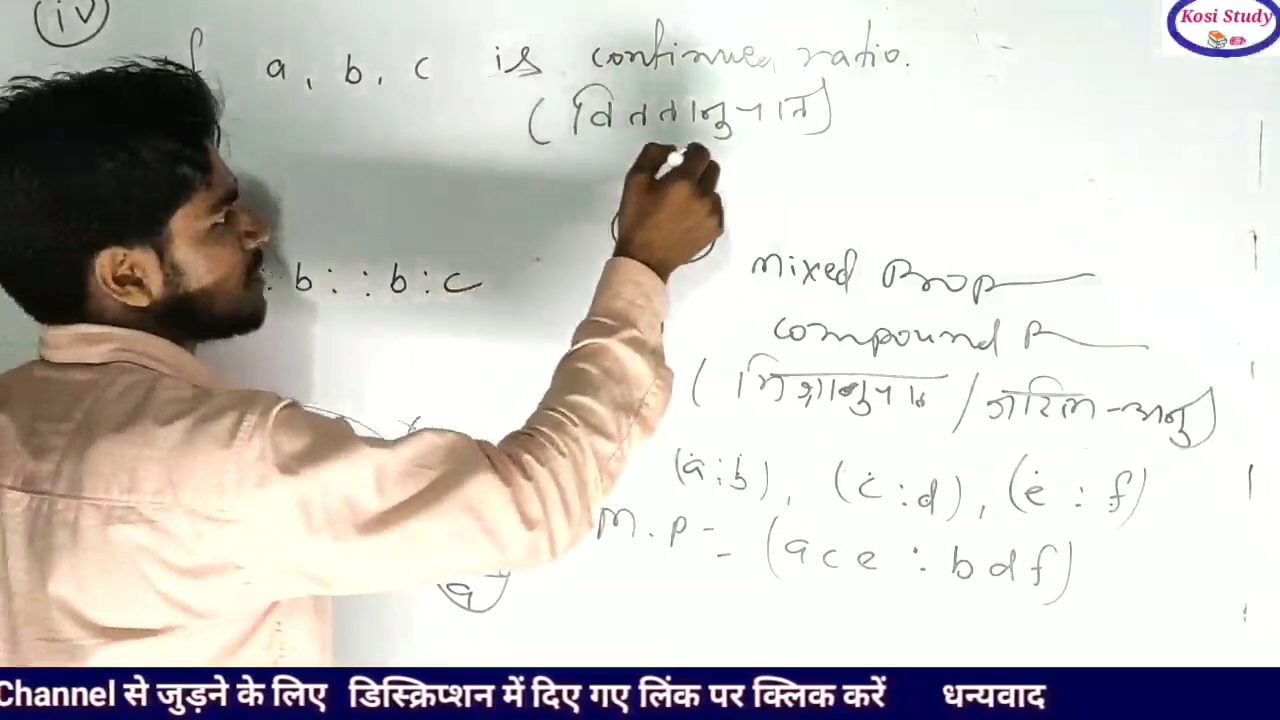 (iv)
If a, b, c is continue ratio.
(विततानुपात)
: b : : b : c
mixed Prop
compound P
(मिश्रानुपात / जटिल-अनु)
(a : b), (c : d), (e : f)
M.P = (ace : bdf)
a
Kosi Study
Channel से जुड़ने के लिए डिस्क्रिप्शन में दिए गए लिंक पर क्लिक करें धन्यवाद